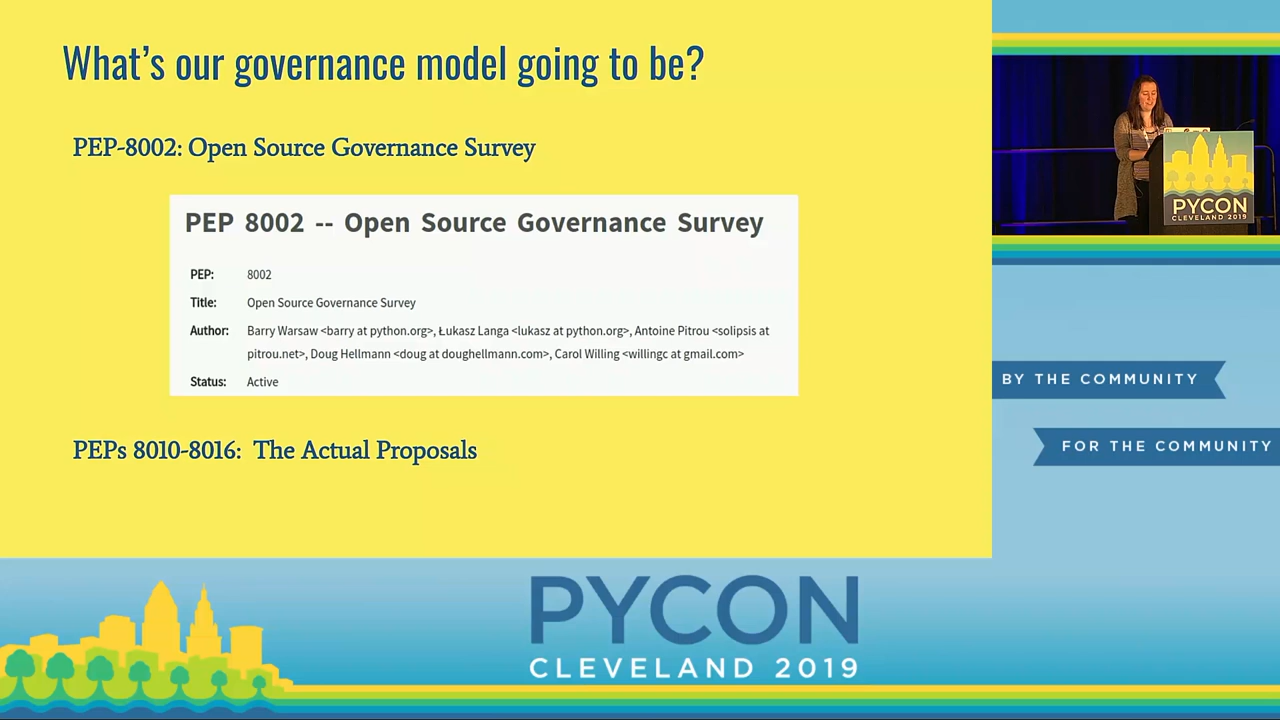 What's our governance model going to be?
PEP-8002: Open Source Governance Survey
PEP 8002 -- Open Source Governance Survey
PEP: 8002
Title: Open Source Governance Survey
Author: Barry Warsaw <barry at python.org>, Łukasz Langa <lukasz at python.org>, Antoine Pitrou <solipsis at
pitrou.net>, Doug Hellmann <doug at doughellmann.com>, Carol Willing <willingc at gmail.com>
Status: Active
PEPs 8010-8016: The Actual Proposals
PYCON
CLEVELAND 2019
BY THE COMMUNITY
FOR THE COMMUNITY
PYCON
CLEVELAND 2019